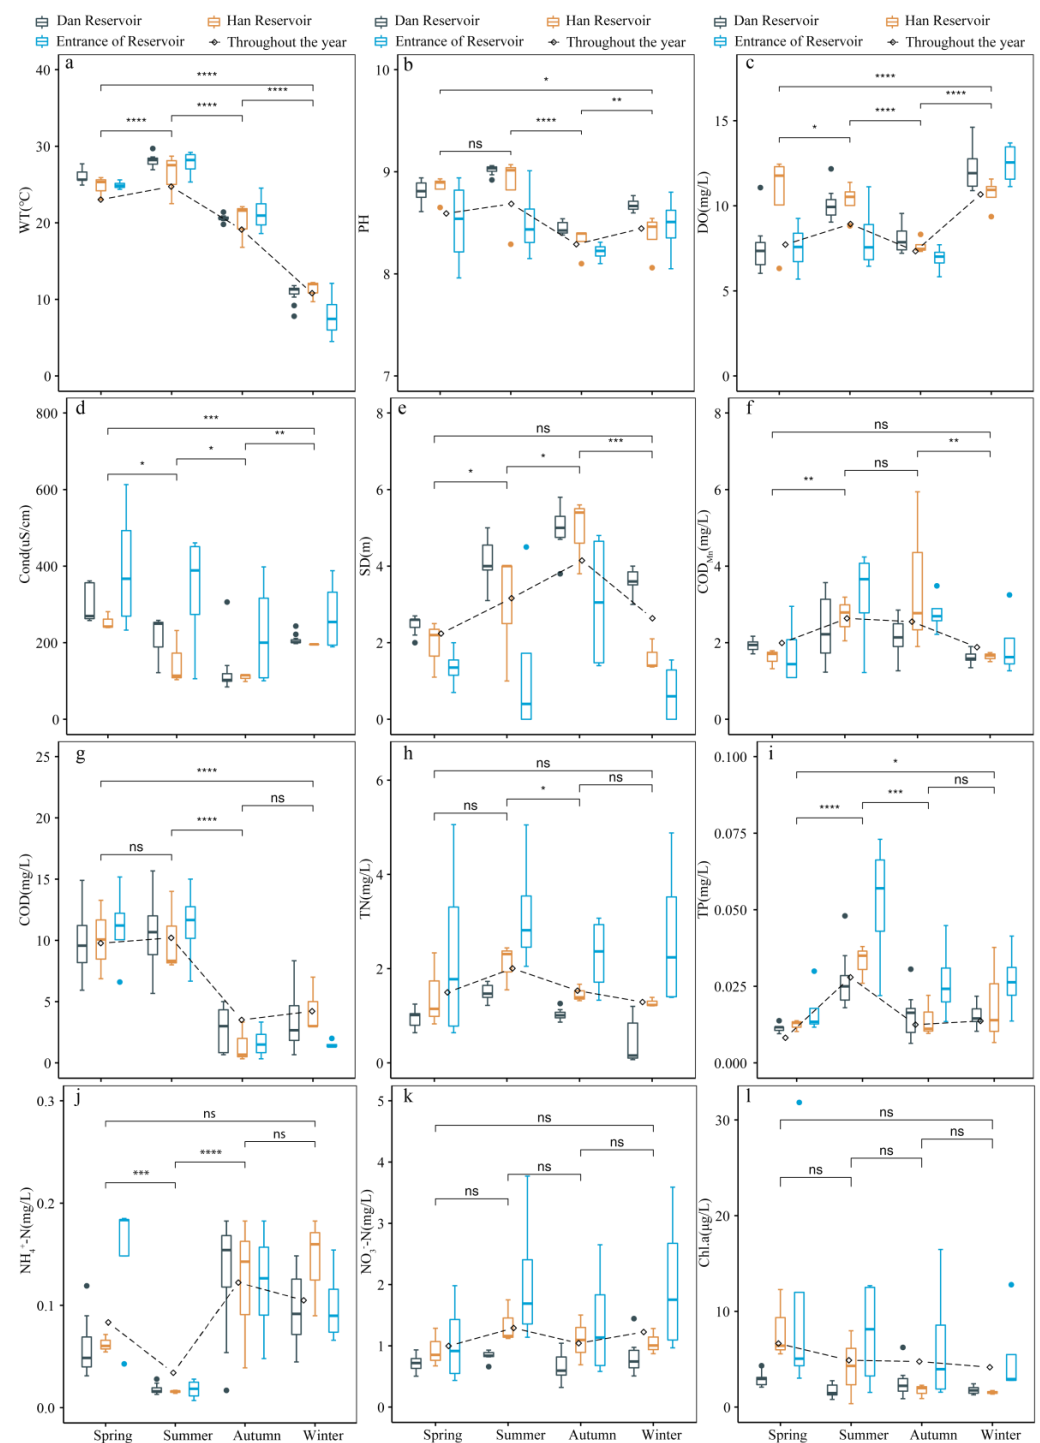 Dan Reservoir Han Reservoir Dan Reservoir Han Reservoir Dan Reservoir Han Reservoir
Entrance of Reservoir Throughout the year Entrance of Reservoir Throughout the year Entrance of Reservoir Throughout the year
a
WT(°C)
40
30
20
10
0
****
****
****
****
b
PH
10
9
8
7
*
**
****
ns
c
DO(mg/L)
15
10
5
0
****
****
****
*
d
Cond(uS/cm)
800
600
400
200
0
***
**
*
*
e
SD(m)
8
6
4
2
0
ns
***
*
*
f
COD_Mn(mg/L)
8
6
4
2
0
ns
**
ns
**
g
COD(mg/L)
25
20
15
10
5
0
****
ns
****
ns
h
TN(mg/L)
6
4
2
0
ns
ns
*
ns
i
TP(mg/L)
0.100
0.075
0.050
0.025
0.000
*
ns
***
****
j
NH₄⁺-N(mg/L)
0.3
0.2
0.1
0.0
ns
ns
****
***
Spring Summer Autumn Winter
k
NO₃⁻-N(mg/L)
5
4
3
2
1
0
ns
ns
ns
ns
Spring Summer Autumn Winter
l
Chl.a(μg/L)
30
20
10
0
ns
ns
ns
ns
Spring Summer Autumn Winter